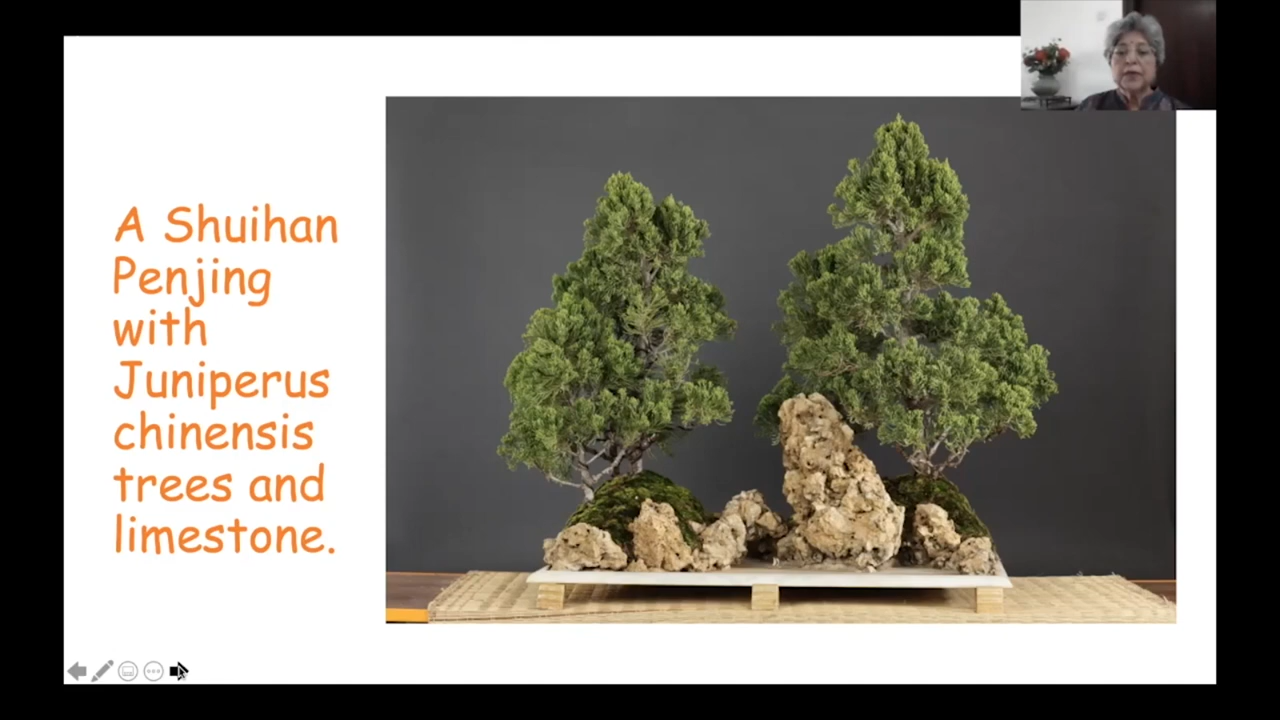 A Shuihan
Penjing
with
Juniperus
chinensis
trees and
limestone.